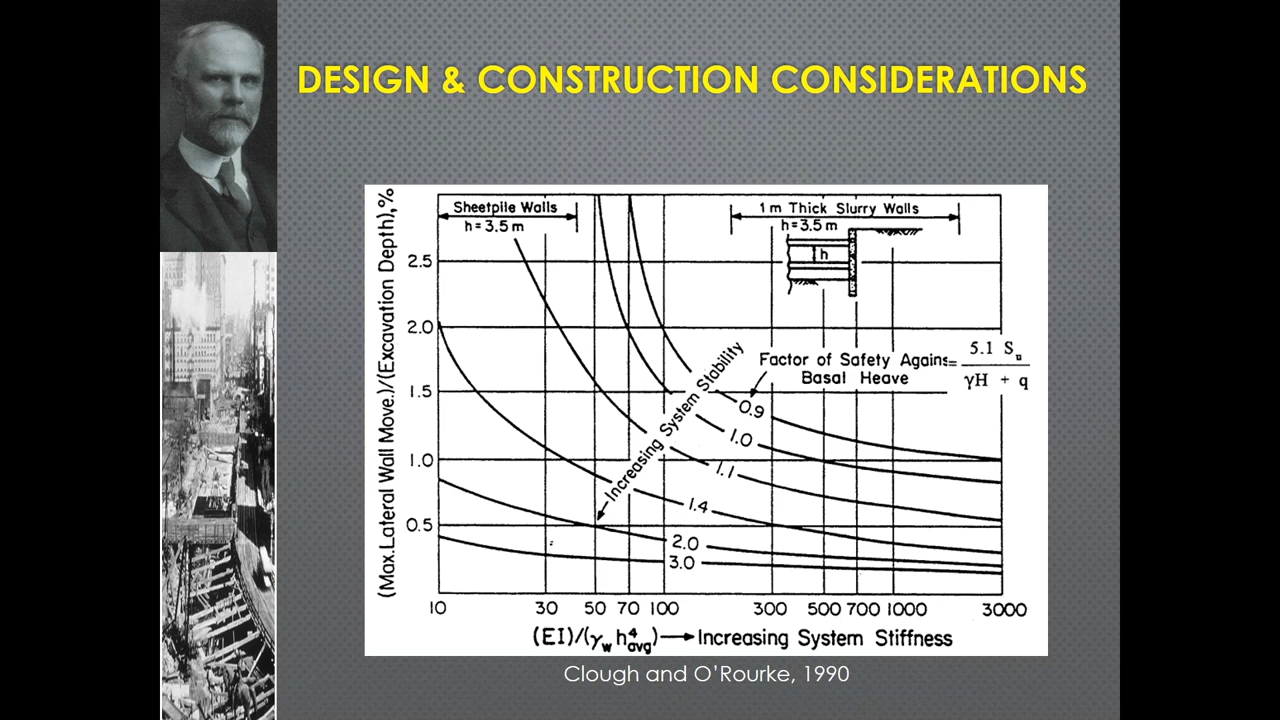 DESIGN & CONSTRUCTION CONSIDERATIONS
(Max.Lateral Wall Move.)/(Excavation Depth),%
2.5
2.0
1.5
1.0
0.5
Sheetpile Walls
h=3.5m
1m Thick Slurry Walls
h=3.5m
h
Increasing System Stability
Factor of Safety Agains=
Basal Heave
5.1 Su
γH + q
0.9
1.0
1.1
1.4
2.0
3.0
10 30 50 70 100 300 500 700 1000 3000
(EI)/(γw h⁴avg)→Increasing System Stiffness
Clough and O’Rourke, 1990